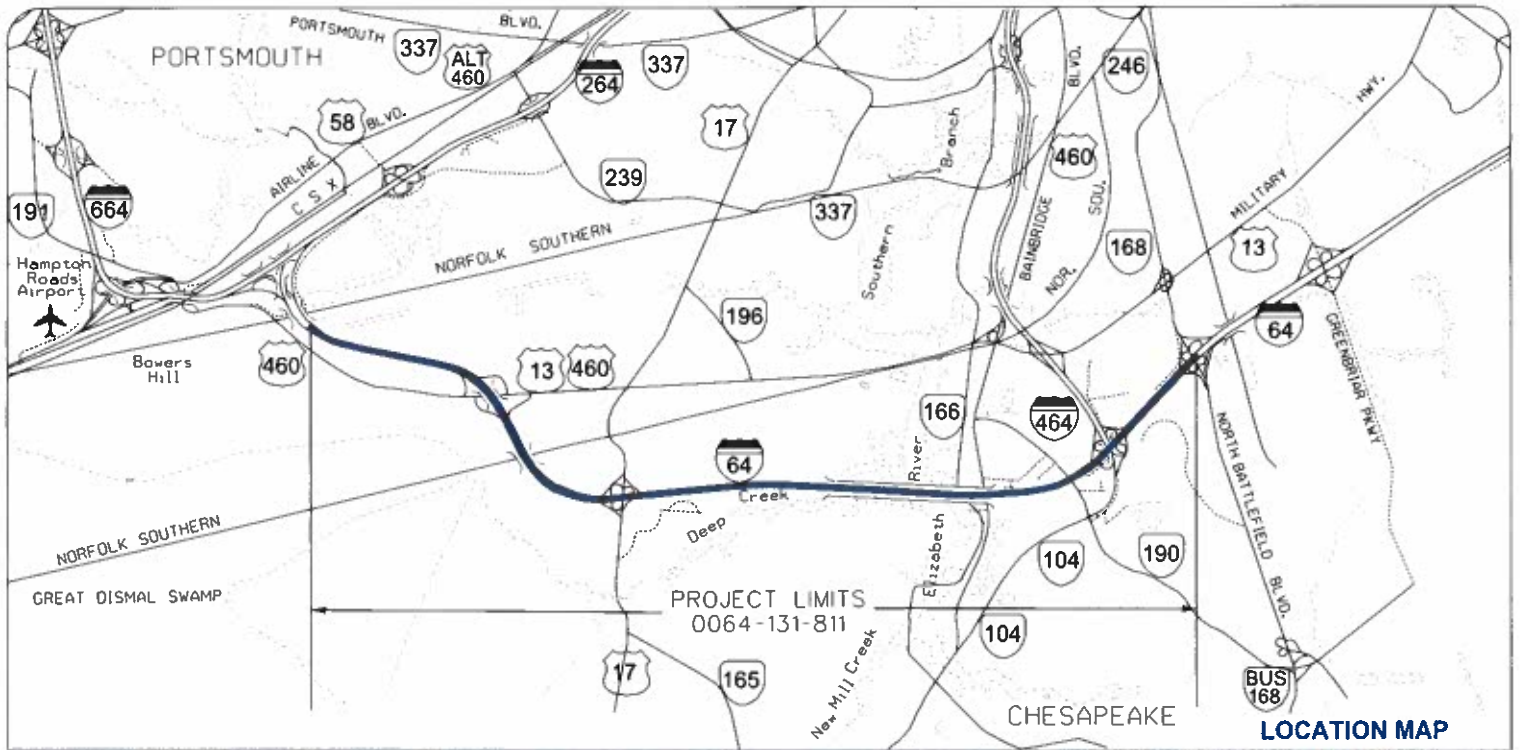 PORTSMOUTH
BLVD.
PORTSMOUTH
337
ALT
460
264
337
BLVD.
246
58
BLVD.
17
HWY.
AIRLINE
C S X
239
Branch
460
SOU.
191
664
337
MILITARY
NORFOLK SOUTHERN
BAINBRIDGE
NOR.
168
13
Hampton
Roads
Airport
Southern
196
64
GREENBRIAR PKWY
Bowers
Hill
460
13
460
166
464
River
NORTH BATTLEFIELD BLVD.
64
Creek
Deep
NORFOLK SOUTHERN
Elizabeth
104
190
GREAT DISMAL SWAMP
PROJECT LIMITS
0064-131-811
104
New Mill Creek
17
165
BUS
168
CHESAPEAKE
LOCATION MAP